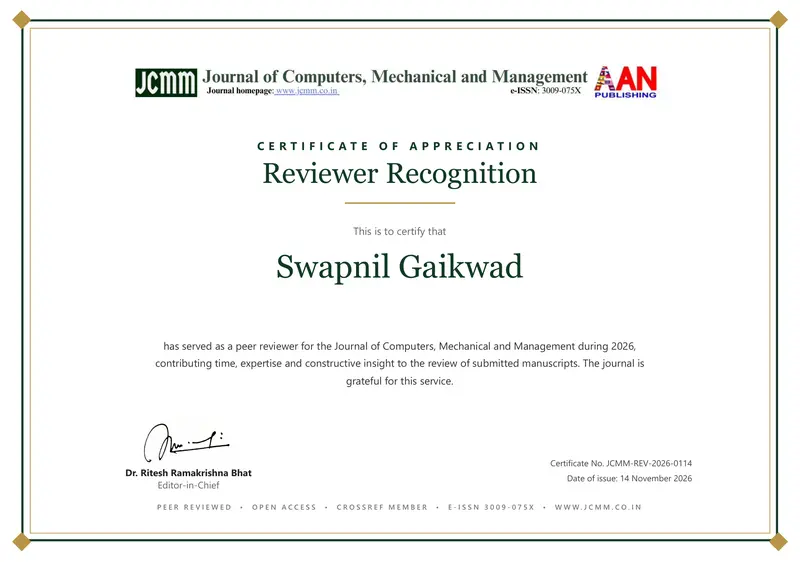 JCMM Journal of Computers, Mechanical and Management AAN
Journal homepage: www.jcmm.co.in e-ISSN: 3009-075X PUBLISHING
CERTIFICATE OF APPRECIATION
Reviewer Recognition
This is to certify that
Swapnil Gaikwad
has served as a peer reviewer for the Journal of Computers, Mechanical and Management during 2026,
contributing time, expertise and constructive insight to the review of submitted manuscripts. The journal is
grateful for this service.
Dr. Ritesh Ramakrishna Bhat
Editor-in-Chief
Certificate No. JCMM-REV-2026-0114
Date of issue: 14 November 2026
PEER REVIEWED • OPEN ACCESS • CROSSREF MEMBER • E-ISSN 3009-075X • WWW.JCMM.CO.IN